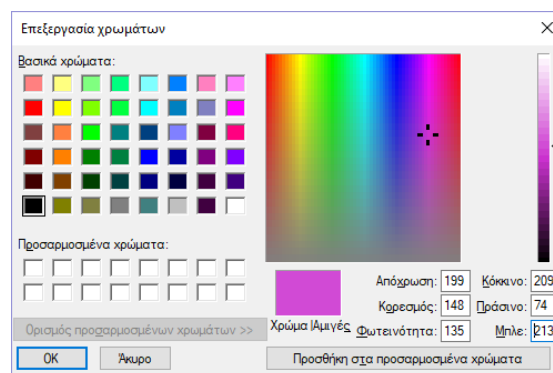 Επεξεργασία χρωμάτων
Βασικά χρώματα:
Προσαρμοσμένα χρώματα:
Ορισμός προσαρμοσμένων χρωμάτων >>
OK Άκυρο
Χρώμα |Αμιγές
Απόχρωση: 199 Κόκκινο: 209
Κορεσμός: 148 Πράσινο: 74
Φωτεινότητα: 135 Μπλε: 213
Προσθήκη στα προσαρμοσμένα χρώματα